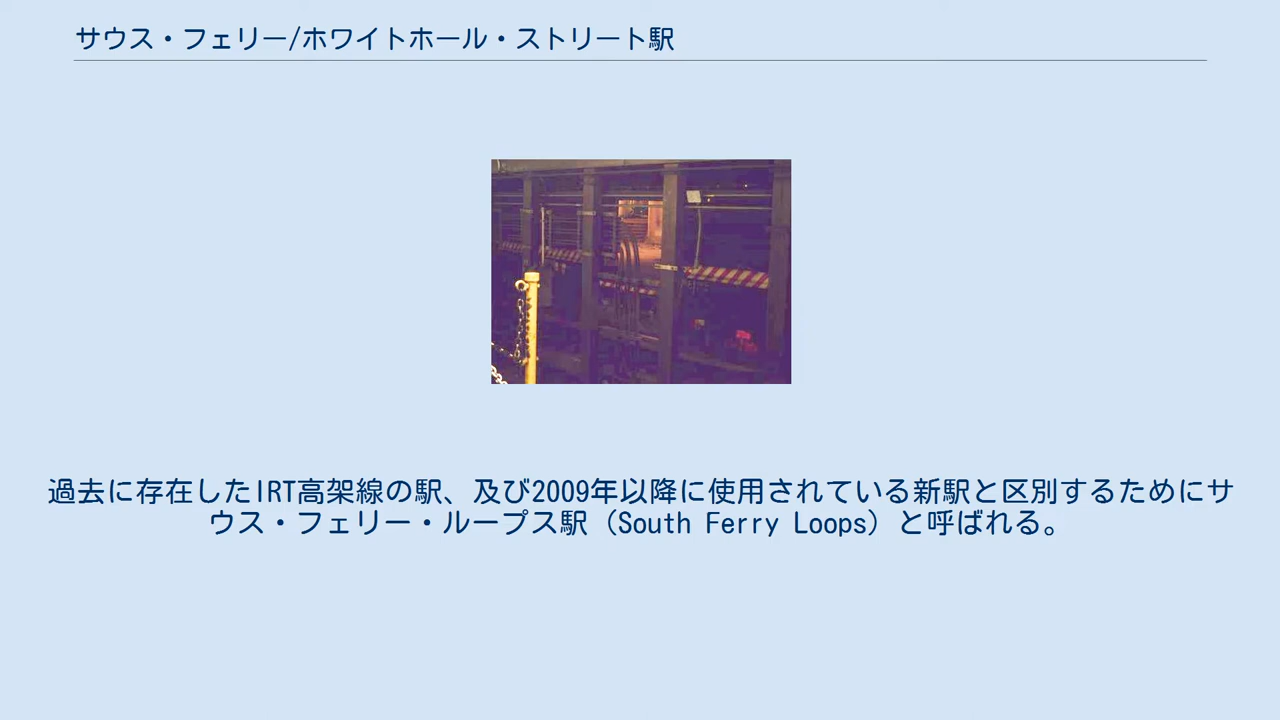 サウス・フェリー/ホワイトホール・ストリート駅
過去に存在したIRT高架線の駅、及び2009年以降に使用されている新駅と区別するためにサ
ウス・フェリー・ループス駅（South Ferry Loops）と呼ばれる。